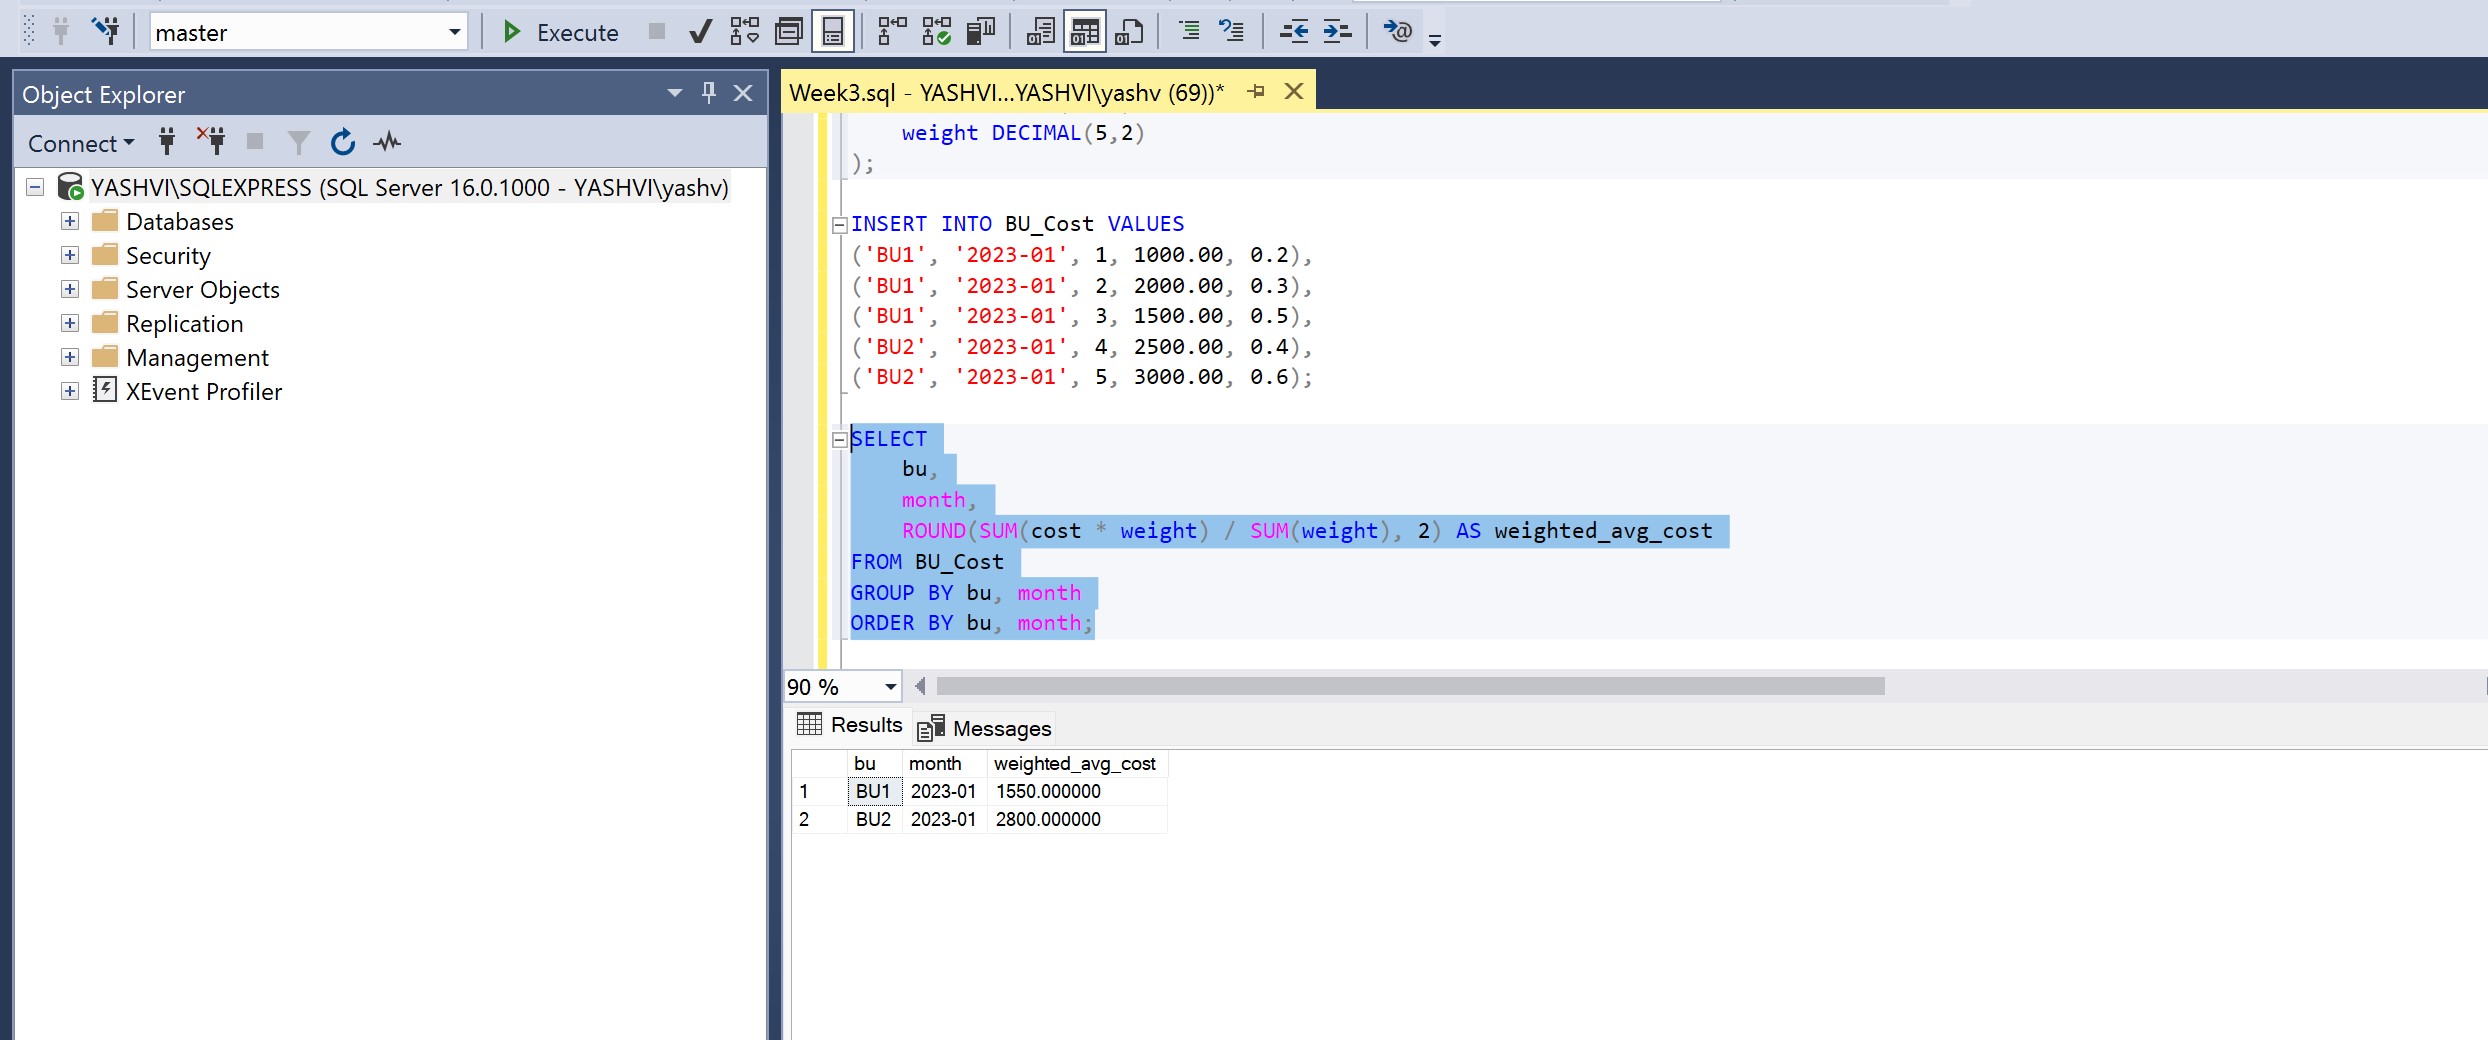 master
Execute
Object Explorer
Connect
YASHVI\SQLEXPRESS (SQL Server 16.0.1000 - YASHVI\yashv)
Databases
Security
Server Objects
Replication
Management
XEvent Profiler
Week3.sql - YASHVI...YASHVI\yashv (69))*
weight DECIMAL(5,2)
);
INSERT INTO BU_Cost VALUES
('BU1', '2023-01', 1, 1000.00, 0.2),
('BU1', '2023-01', 2, 2000.00, 0.3),
('BU1', '2023-01', 3, 1500.00, 0.5),
('BU2', '2023-01', 4, 2500.00, 0.4),
('BU2', '2023-01', 5, 3000.00, 0.6);
SELECT
bu,
month,
ROUND(SUM(cost * weight) / SUM(weight), 2) AS weighted_avg_cost
FROM BU_Cost
GROUP BY bu, month
ORDER BY bu, month;
90 %
Results Messages
bu month weighted_avg_cost
1 BU1 2023-01 1550.000000
2 BU2 2023-01 2800.000000